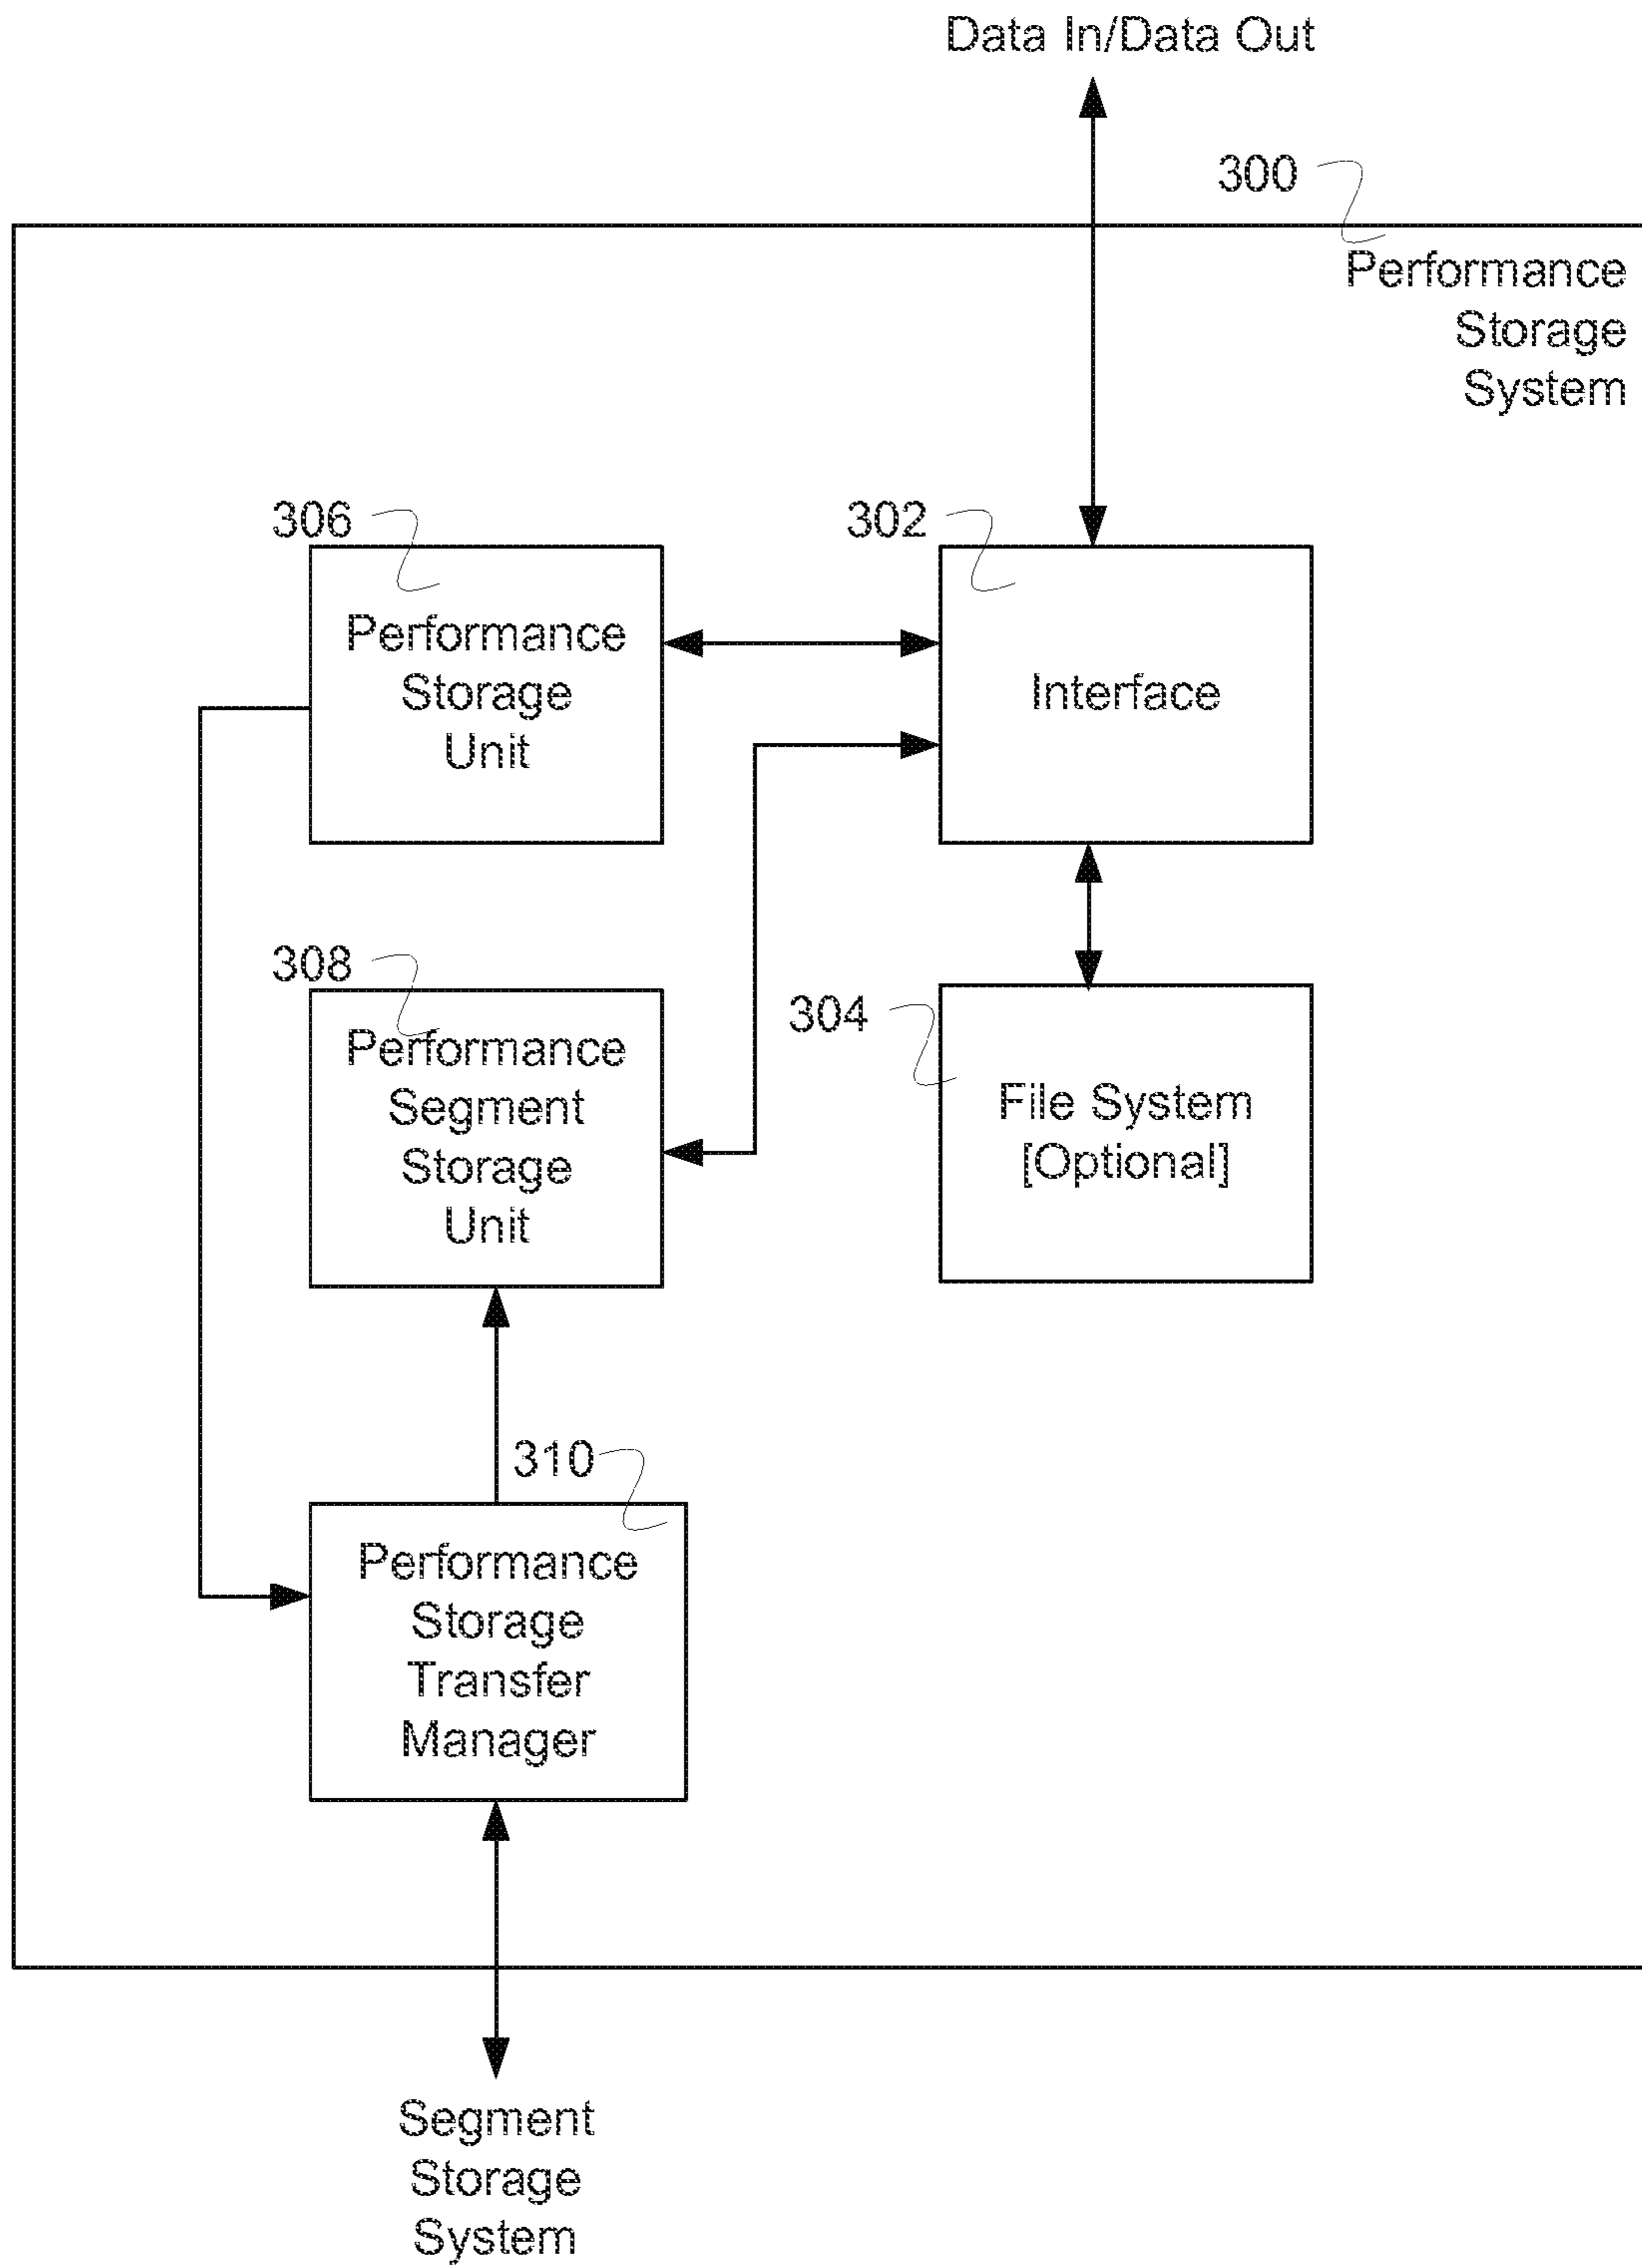 Data In/Data Out
300
Performance
Storage
System
306
Performance
Storage
Unit
302
Interface
308
Performance
Segment
Storage
Unit
304
File System
[Optional]
310
Performance
Storage
Transfer
Manager
Segment
Storage
System